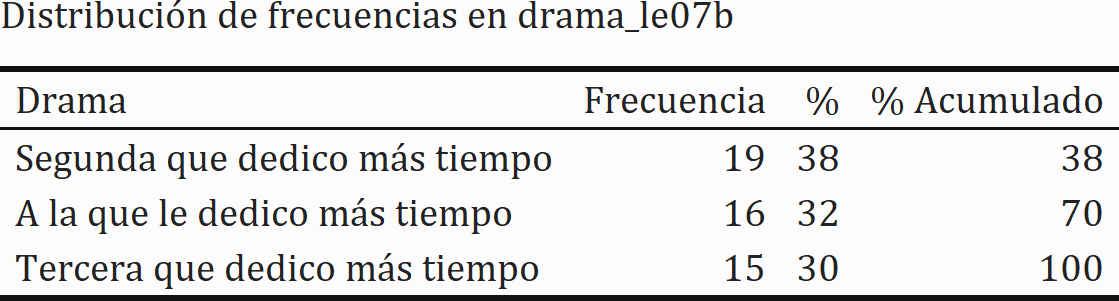 Distribución de frecuencias en drama_le07b
Drama Frecuencia % % Acumulado
Segunda que dedico más tiempo 19 38 38
A la que le dedico más tiempo 16 32 70
Tercera que dedico más tiempo 15 30 100